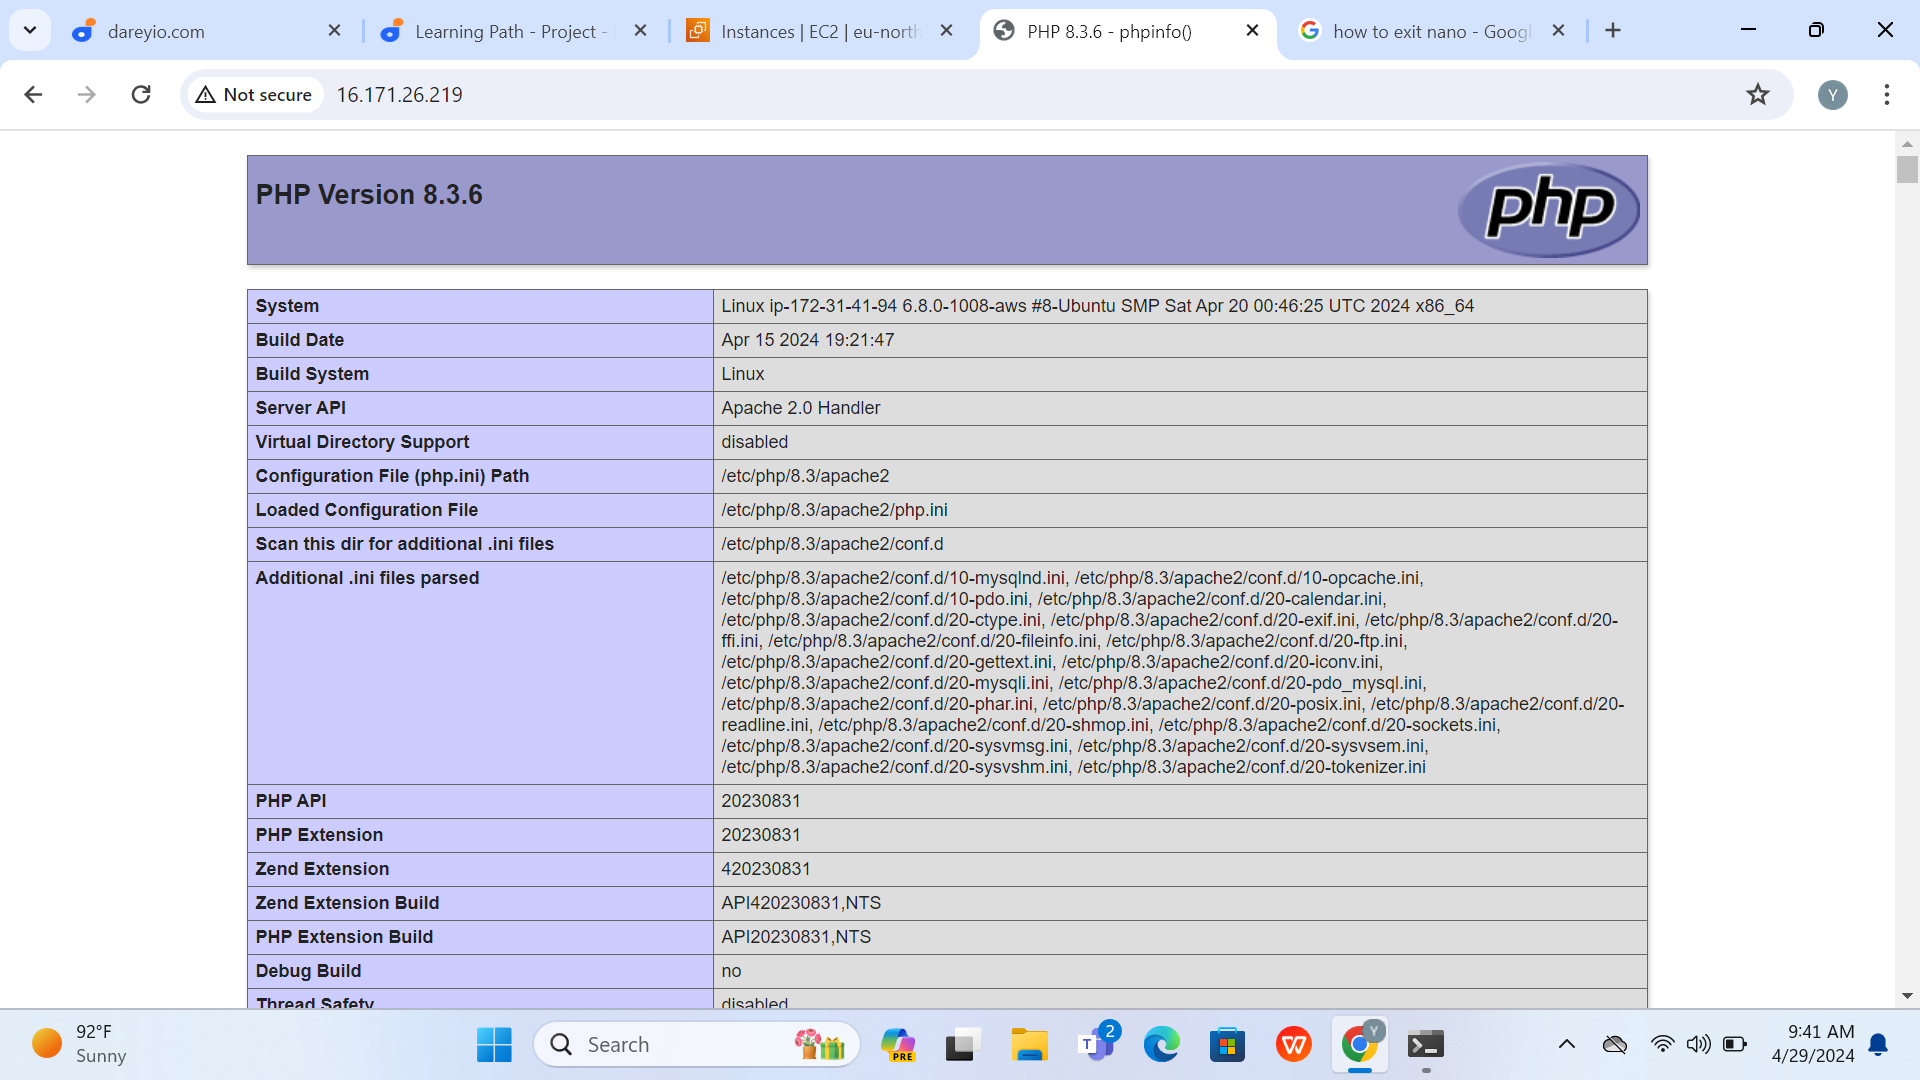 dareyio.com
Learning Path - Project -
Instances | EC2 | eu-north
PHP 8.3.6 - phpinfo()
how to exit nano - Googl
Not secure
16.171.26.219
Y
PHP Version 8.3.6
php
System Linux ip-172-31-41-94 6.8.0-1008-aws #8-Ubuntu SMP Sat Apr 20 00:46:25 UTC 2024 x86_64
Build Date Apr 15 2024 19:21:47
Build System Linux
Server API Apache 2.0 Handler
Virtual Directory Support disabled
Configuration File (php.ini) Path /etc/php/8.3/apache2
Loaded Configuration File /etc/php/8.3/apache2/php.ini
Scan this dir for additional .ini files /etc/php/8.3/apache2/conf.d
Additional .ini files parsed /etc/php/8.3/apache2/conf.d/10-mysqlnd.ini, /etc/php/8.3/apache2/conf.d/10-opcache.ini,
/etc/php/8.3/apache2/conf.d/10-pdo.ini, /etc/php/8.3/apache2/conf.d/20-calendar.ini,
/etc/php/8.3/apache2/conf.d/20-ctype.ini, /etc/php/8.3/apache2/conf.d/20-exif.ini, /etc/php/8.3/apache2/conf.d/20-
ffi.ini, /etc/php/8.3/apache2/conf.d/20-fileinfo.ini, /etc/php/8.3/apache2/conf.d/20-ftp.ini,
/etc/php/8.3/apache2/conf.d/20-gettext.ini, /etc/php/8.3/apache2/conf.d/20-iconv.ini,
/etc/php/8.3/apache2/conf.d/20-mysqli.ini, /etc/php/8.3/apache2/conf.d/20-pdo_mysql.ini,
/etc/php/8.3/apache2/conf.d/20-phar.ini, /etc/php/8.3/apache2/conf.d/20-posix.ini, /etc/php/8.3/apache2/conf.d/20-
readline.ini, /etc/php/8.3/apache2/conf.d/20-shmop.ini, /etc/php/8.3/apache2/conf.d/20-sockets.ini,
/etc/php/8.3/apache2/conf.d/20-sysvmsg.ini, /etc/php/8.3/apache2/conf.d/20-sysvsem.ini,
/etc/php/8.3/apache2/conf.d/20-sysvshm.ini, /etc/php/8.3/apache2/conf.d/20-tokenizer.ini
PHP API 20230831
PHP Extension 20230831
Zend Extension 420230831
Zend Extension Build API420230831,NTS
PHP Extension Build API20230831,NTS
Debug Build no
Thread Safety disabled
92°F
Sunny
Search
PRE
T
2
W
Y
9:41 AM
4/29/2024